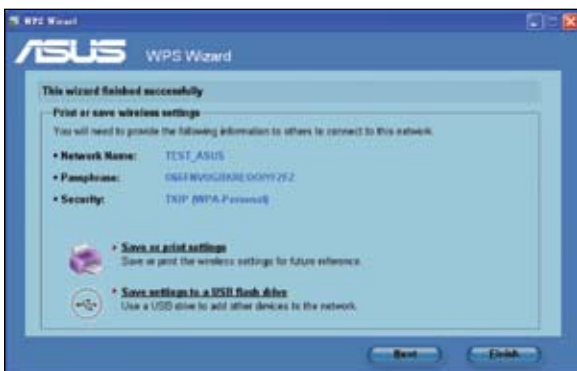 WPS Wizard
ASUS WPS Wizard
This wizard finished successfully
Print or save wireless settings
You will need to provide the following information to others to connect to this network.
• Network Name: TEST_ASUS
• Passphrase:
• Security: TKIP (WPA-Personal)
Save or print settings
Save or print the wireless settings for future reference.
Save settings to a USB flash drive
Use a USB drive to add other devices to the network.
Next Finish